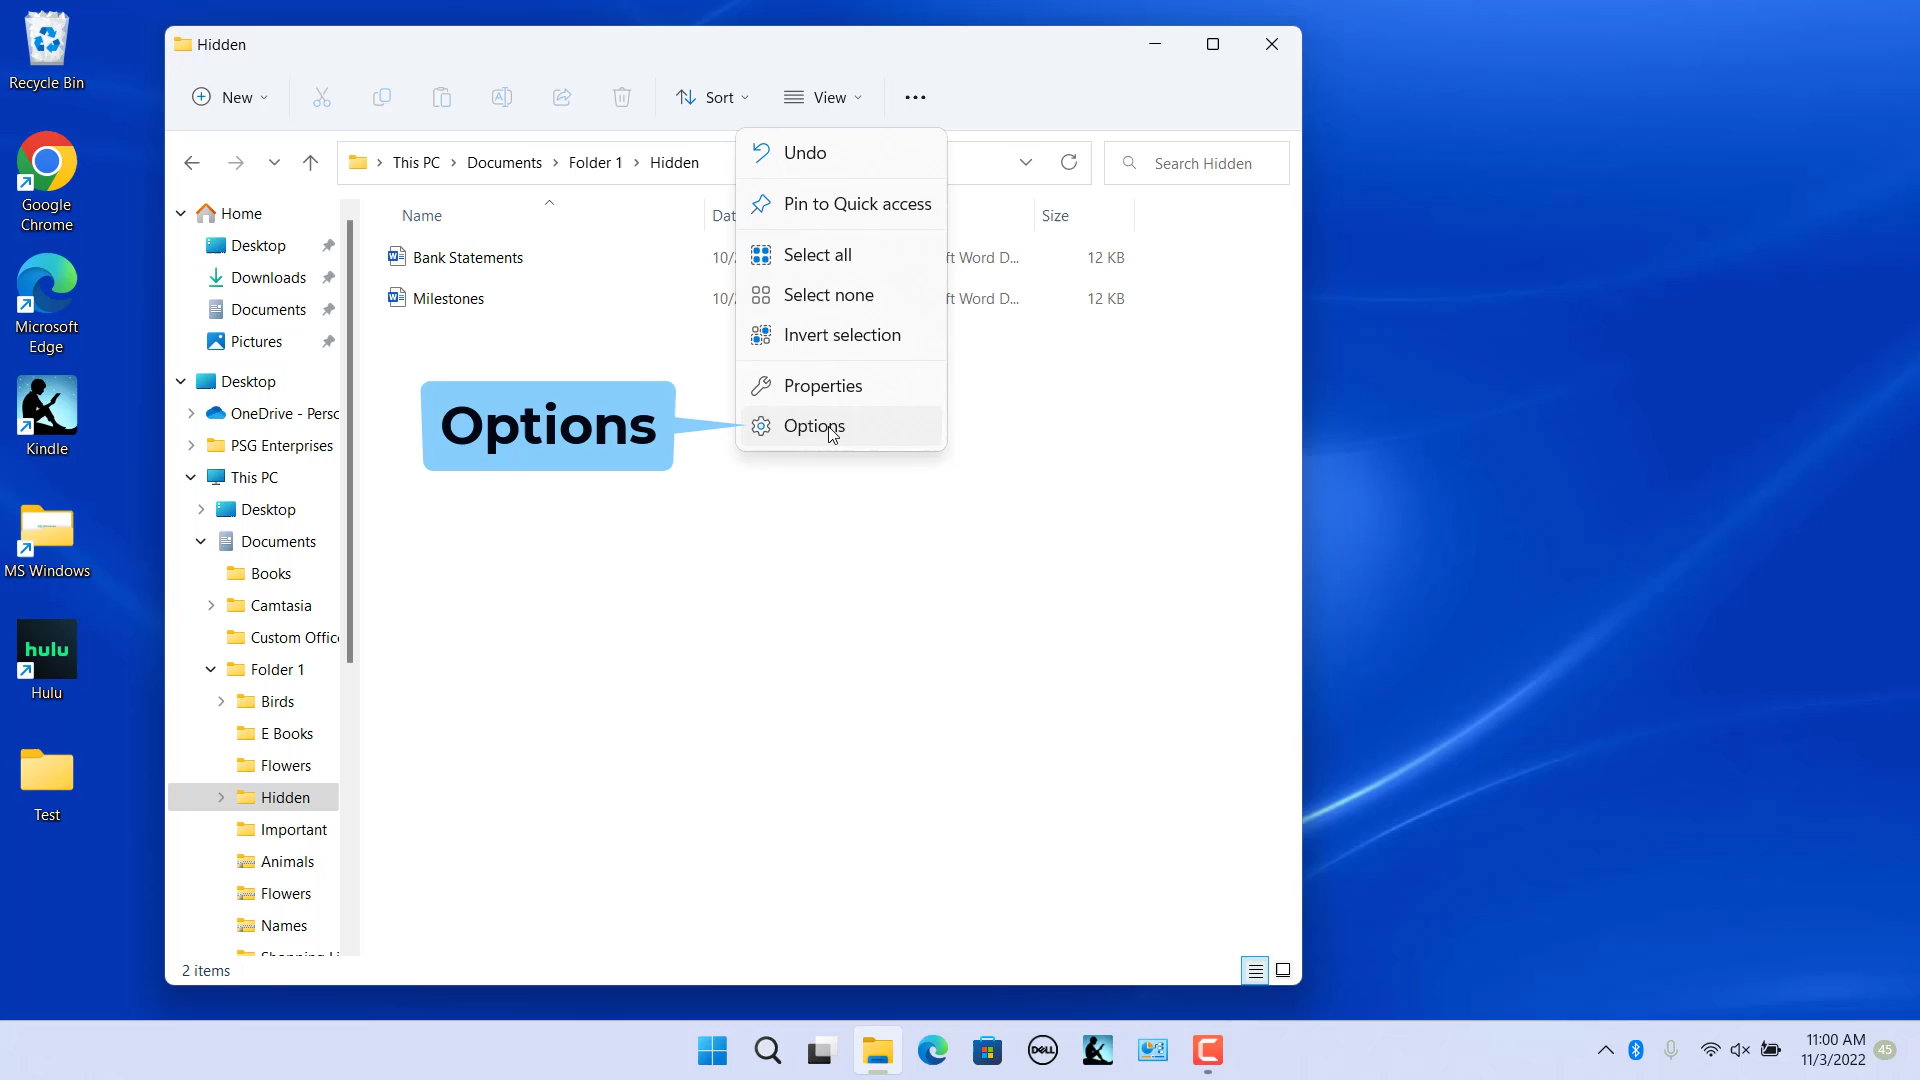 Recycle Bin
Google
Chrome
Microsoft
Edge
Kindle
MS Windows
hulu
Hulu
Test
Hidden
New
Sort
View
This PC
Documents
Folder 1
Hidden
Search Hidden
Home
Desktop
Downloads
Documents
Pictures
Desktop
OneDrive - Perso
PSG Enterprises
This PC
Desktop
Documents
Books
Camtasia
Custom Offic
Folder 1
Birds
E Books
Flowers
Hidden
Important
Animals
Flowers
Names
Name
Dat
Size
Bank Statements
10/
ft Word D...
12 KB
Milestones
10/
ft Word D...
12 KB
Undo
Pin to Quick access
Select all
Select none
Invert selection
Properties
Options
Options
2 items
DELL
11:00 AM
11/3/2022
45